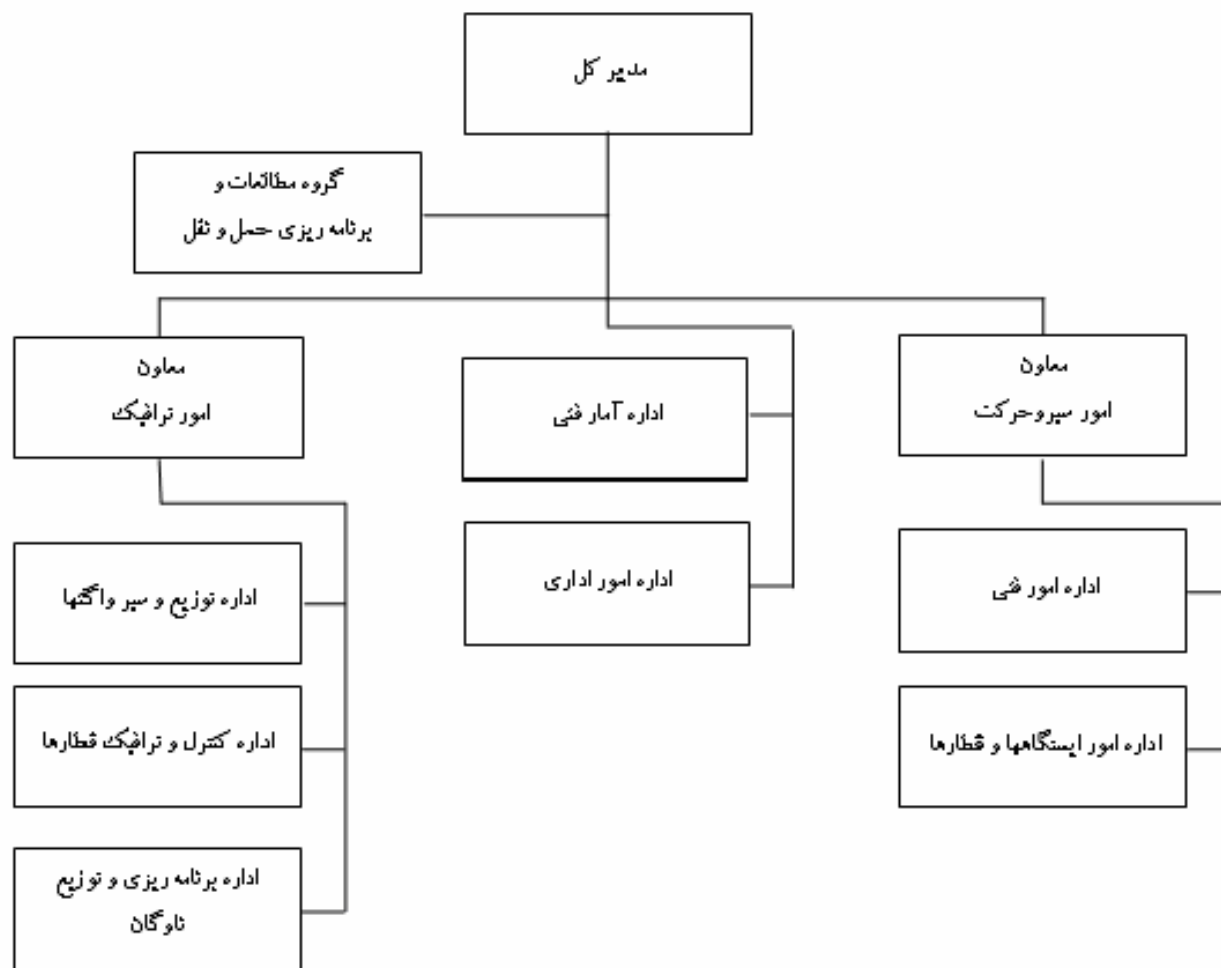 مدیر کل
گروه مطالعات و
برنامه ریزی حمل و نقل
معاون
امور سیروحرکت
معاون
امور ترافیک
اداره آمار فنی
اداره امور اداری
اداره امور فنی
اداره امور ایستگاهها و قطارها
اداره توزیع و سیر واگنها
اداره کنترل و ترافیک قطارها
اداره برنامه ریزی و توزیع
ناوگان